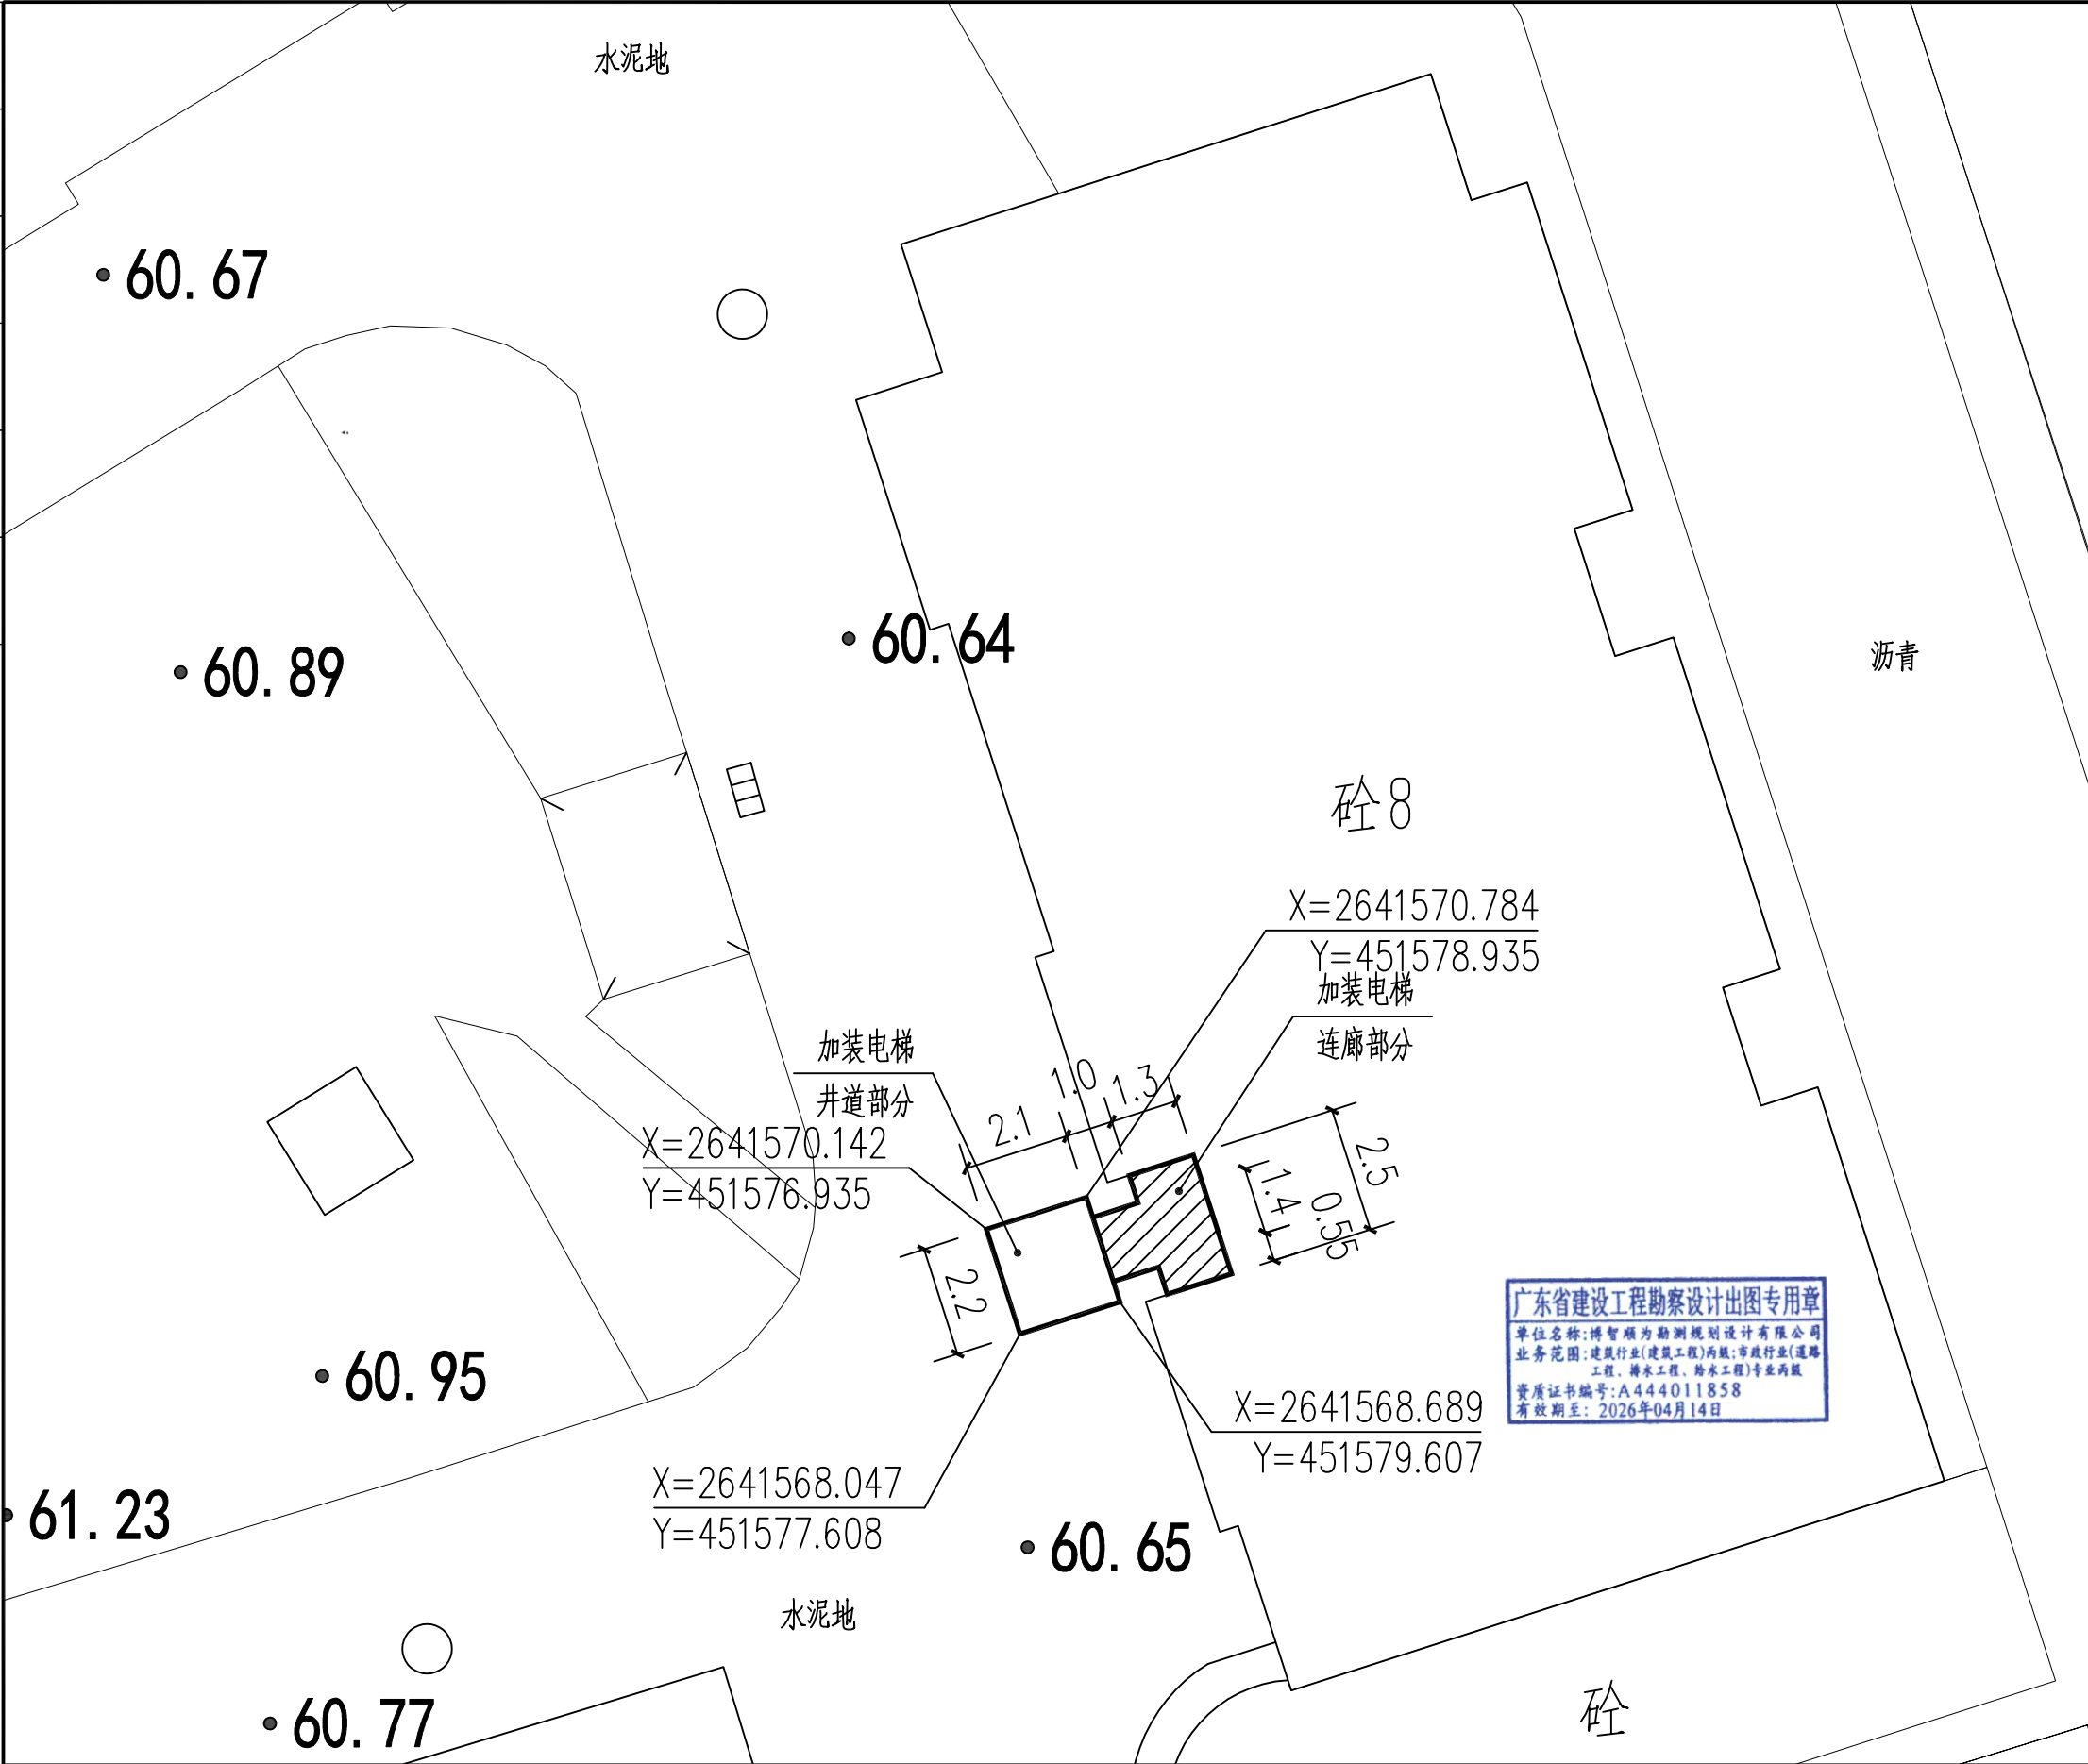 水泥地
60.67
60.64
60.89
沥青
砼8
X=2641570.784
Y=451578.935
加装电梯
连廊部分
加装电梯
井道部分
1.0
1.3
2.1
X=2641570.142
Y=451576.935
2.5
1.4
0.55
2.2
广东省建设工程勘察设计出图专用章
单位名称:博智顺为勘测规划设计有限公司
业务范围:建筑行业(建筑工程)丙级;市政行业(道路
工程、排水工程、给水工程)专业丙级
资质证书编号:A444011858
有效期至: 2026年04月14日
60.95
X=2641568.689
Y=451579.607
X=2641568.047
Y=451577.608
61.23
60.65
水泥地
60.77
砼